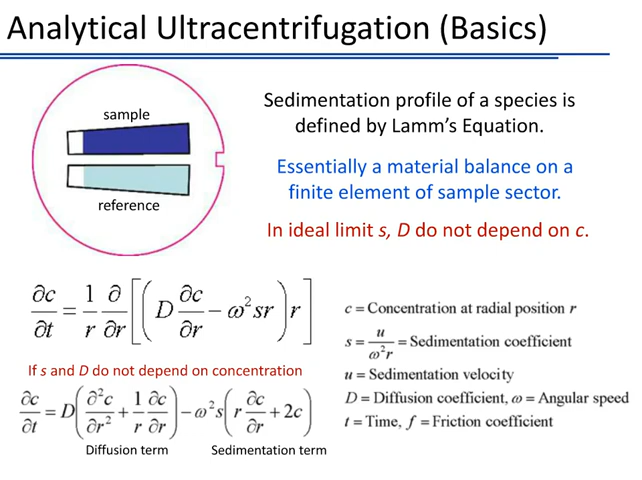 Analytical Ultracentrifugation (Basics)
sample
reference
Sedimentation profile of a species is
defined by Lamm's Equation.
Essentially a material balance on a
finite element of sample sector.
In ideal limit s, D do not depend on c.
∂c/∂t = 1/r ∂/∂r [(D ∂c/∂r − ω²sr) r]
If s and D do not depend on concentration
∂c/∂t = D(∂²c/∂r² + 1/r ∂c/∂r) − ω²s(r ∂c/∂r + 2c)
Diffusion term
Sedimentation term
c = Concentration at radial position r
s = u/ω²r = Sedimentation coefficient
u = Sedimentation velocity
D = Diffusion coefficient, ω = Angular speed
t = Time, f = Friction coefficient